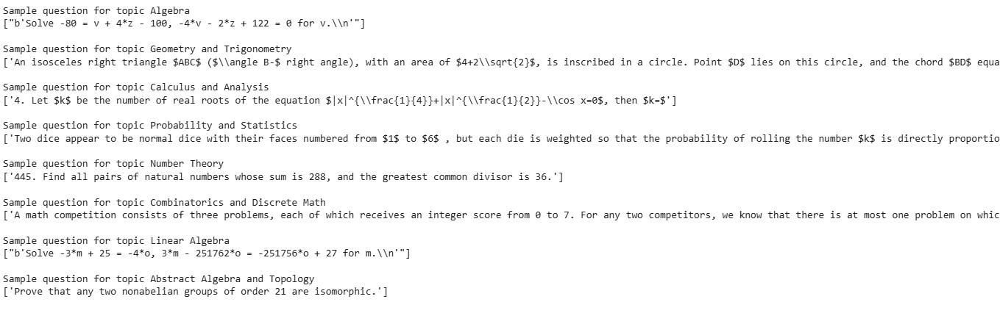 Sample question for topic Algebra
["b'Solve -80 = v + 4*z - 100, -4*v - 2*z + 122 = 0 for v.\\n'"]
Sample question for topic Geometry and Trigonometry
['An isosceles right triangle $ABC$ ($\\angle B-$ right angle), with an area of $4+2\\sqrt{2}$, is inscribed in a circle. Point $D$ lies on this circle, and the chord $BD$ equa
Sample question for topic Calculus and Analysis
['4. Let $k$ be the number of real roots of the equation $|x|^{\\frac{1}{4}}+|x|^{\\frac{1}{2}}-\\cos x=0$, then $k=$']
Sample question for topic Probability and Statistics
['Two dice appear to be normal dice with their faces numbered from $1$ to $6$ , but each die is weighted so that the probability of rolling the number $k$ is directly proportio
Sample question for topic Number Theory
['445. Find all pairs of natural numbers whose sum is 288, and the greatest common divisor is 36.']
Sample question for topic Combinatorics and Discrete Math
['A math competition consists of three problems, each of which receives an integer score from 0 to 7. For any two competitors, we know that there is at most one problem on whic
Sample question for topic Linear Algebra
["b'Solve -3*m + 25 = -4*o, 3*m - 251762*o = -251756*o + 27 for m.\\n'"]
Sample question for topic Abstract Algebra and Topology
['Prove that any two nonabelian groups of order 21 are isomorphic.']